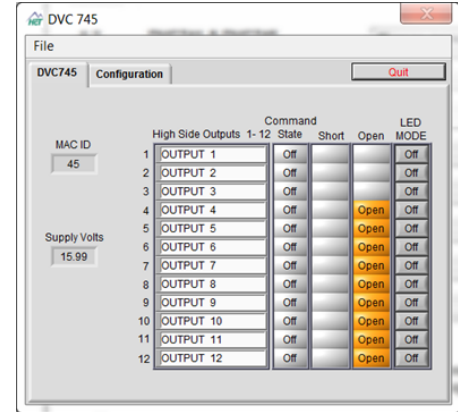 DVC 745
File
DVC745 Configuration Quit
Command LED
High Side Outputs 1- 12 State Short Open MODE
MAC ID
45
1 OUTPUT 1 Off Off
2 OUTPUT 2 Off Off
3 OUTPUT 3 Off Off
4 OUTPUT 4 Off Open Off
5 OUTPUT 5 Off Open Off
Supply Volts
15.99
6 OUTPUT 6 Off Open Off
7 OUTPUT 7 Off Open Off
8 OUTPUT 8 Off Open Off
9 OUTPUT 9 Off Open Off
10 OUTPUT 10 Off Open Off
11 OUTPUT 11 Off Open Off
12 OUTPUT 12 Off Open Off